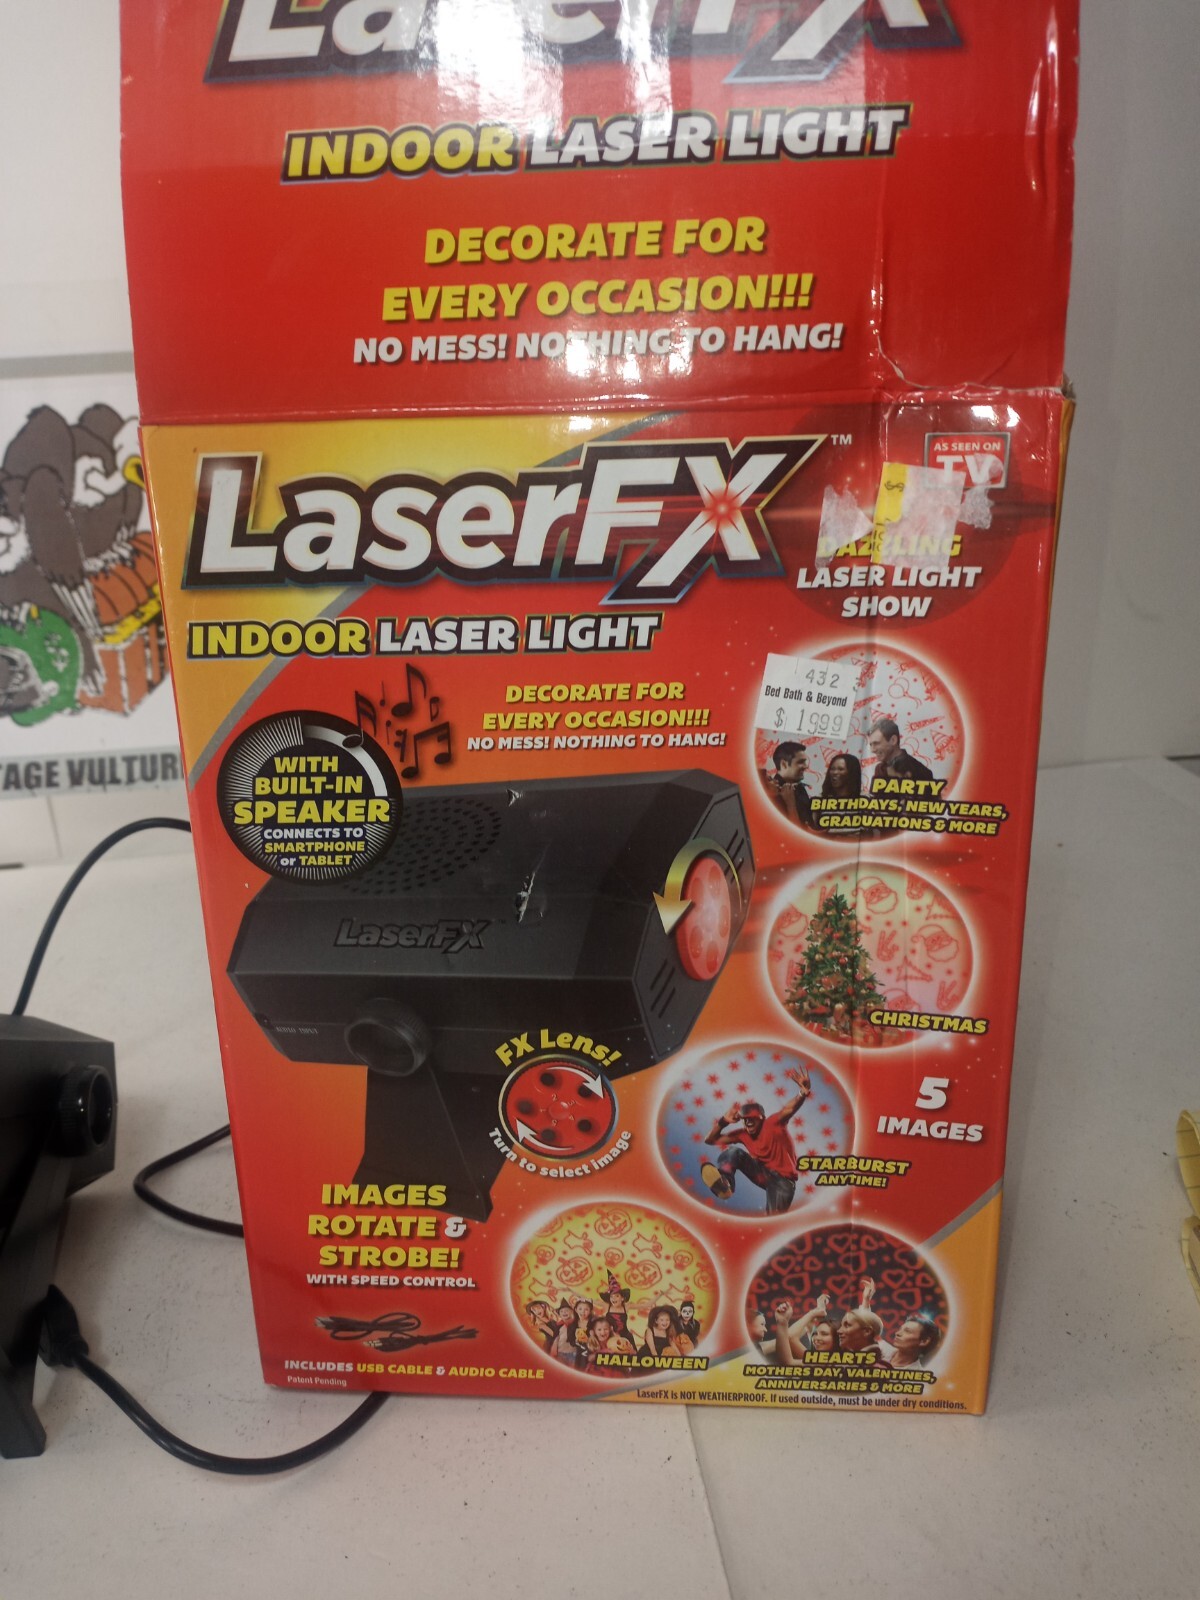 LaserFX
INDOOR LASER LIGHT
DECORATE FOR
EVERY OCCASION!!!
NO MESS! NOTHING TO HANG!
LaserFX™
AS SEEN ON
TV
DAZZLING
LASER LIGHT
SHOW
INDOOR LASER LIGHT
DECORATE FOR
EVERY OCCASION!!!
NO MESS! NOTHING TO HANG!
432
Bed Bath & Beyond
$ 19.99
WITH
BUILT-IN
SPEAKER
CONNECTS TO
SMARTPHONE
or TABLET
PARTY
BIRTHDAYS, NEW YEARS,
GRADUATIONS & MORE
TAGE VULTUR
LaserFX
CHRISTMAS
FX Lens!
Turn to select image
5
IMAGES
STARBURST
ANYTIME!
IMAGES
ROTATE &
STROBE!
WITH SPEED CONTROL
HALLOWEEN
HEARTS
MOTHERS DAY, VALENTINES,
ANNIVERSARIES & MORE
INCLUDES USB CABLE & AUDIO CABLE
Patent Pending
LaserFX is NOT WEATHERPROOF. If used outside, must be under dry conditions.